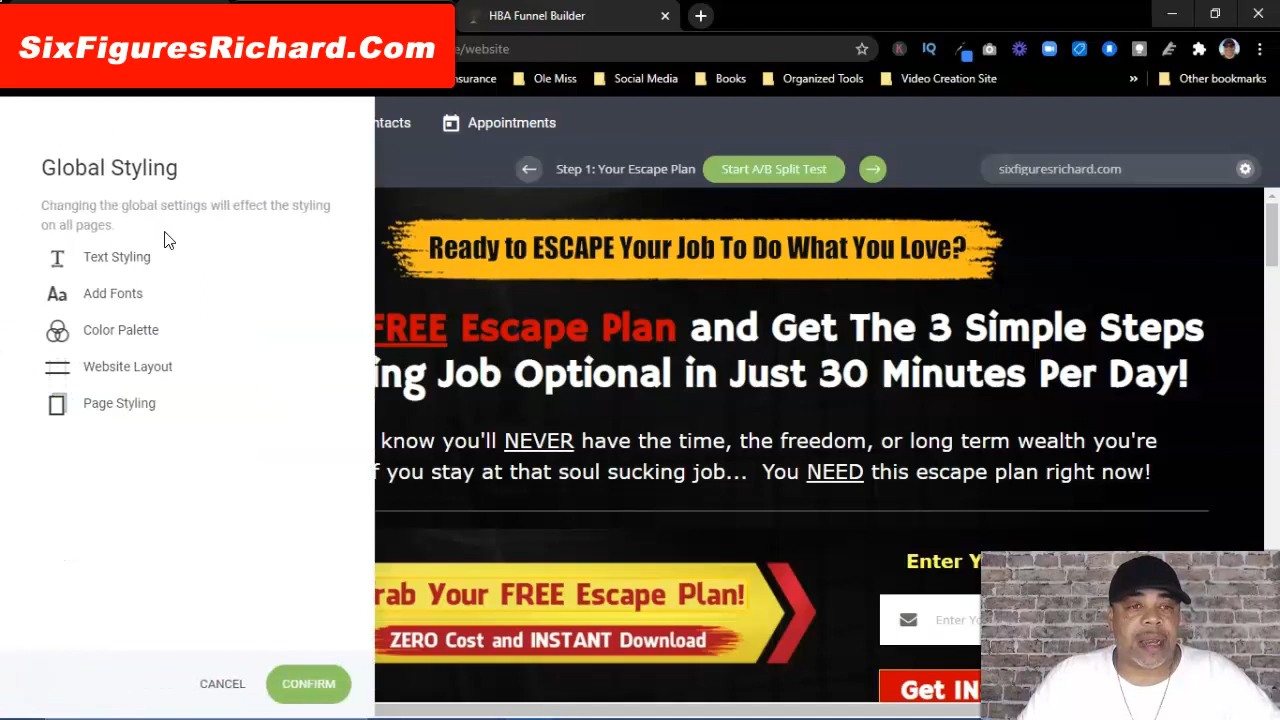 HBA Funnel Builder
SixFiguresRichard.Com
/website
IQ
surance
Ole Miss
Social Media
Books
Organized Tools
Video Creation Site
Other bookmarks
ntacts
Appointments
Step 1: Your Escape Plan
Start A/B Split Test
sixfiguresrichard.com
Global Styling
Changing the global settings will effect the styling
on all pages.
Text Styling
Aa Add Fonts
Color Palette
Website Layout
Page Styling
CANCEL
CONFIRM
Ready to ESCAPE Your Job To Do What You Love?
FREE Escape Plan and Get The 3 Simple Steps
ing Job Optional in Just 30 Minutes Per Day!
know you'll NEVER have the time, the freedom, or long term wealth you're
f you stay at that soul sucking job... You NEED this escape plan right now!
rab Your FREE Escape Plan!
ZERO Cost and INSTANT Download
Enter Y
Enter Yo
Get IN